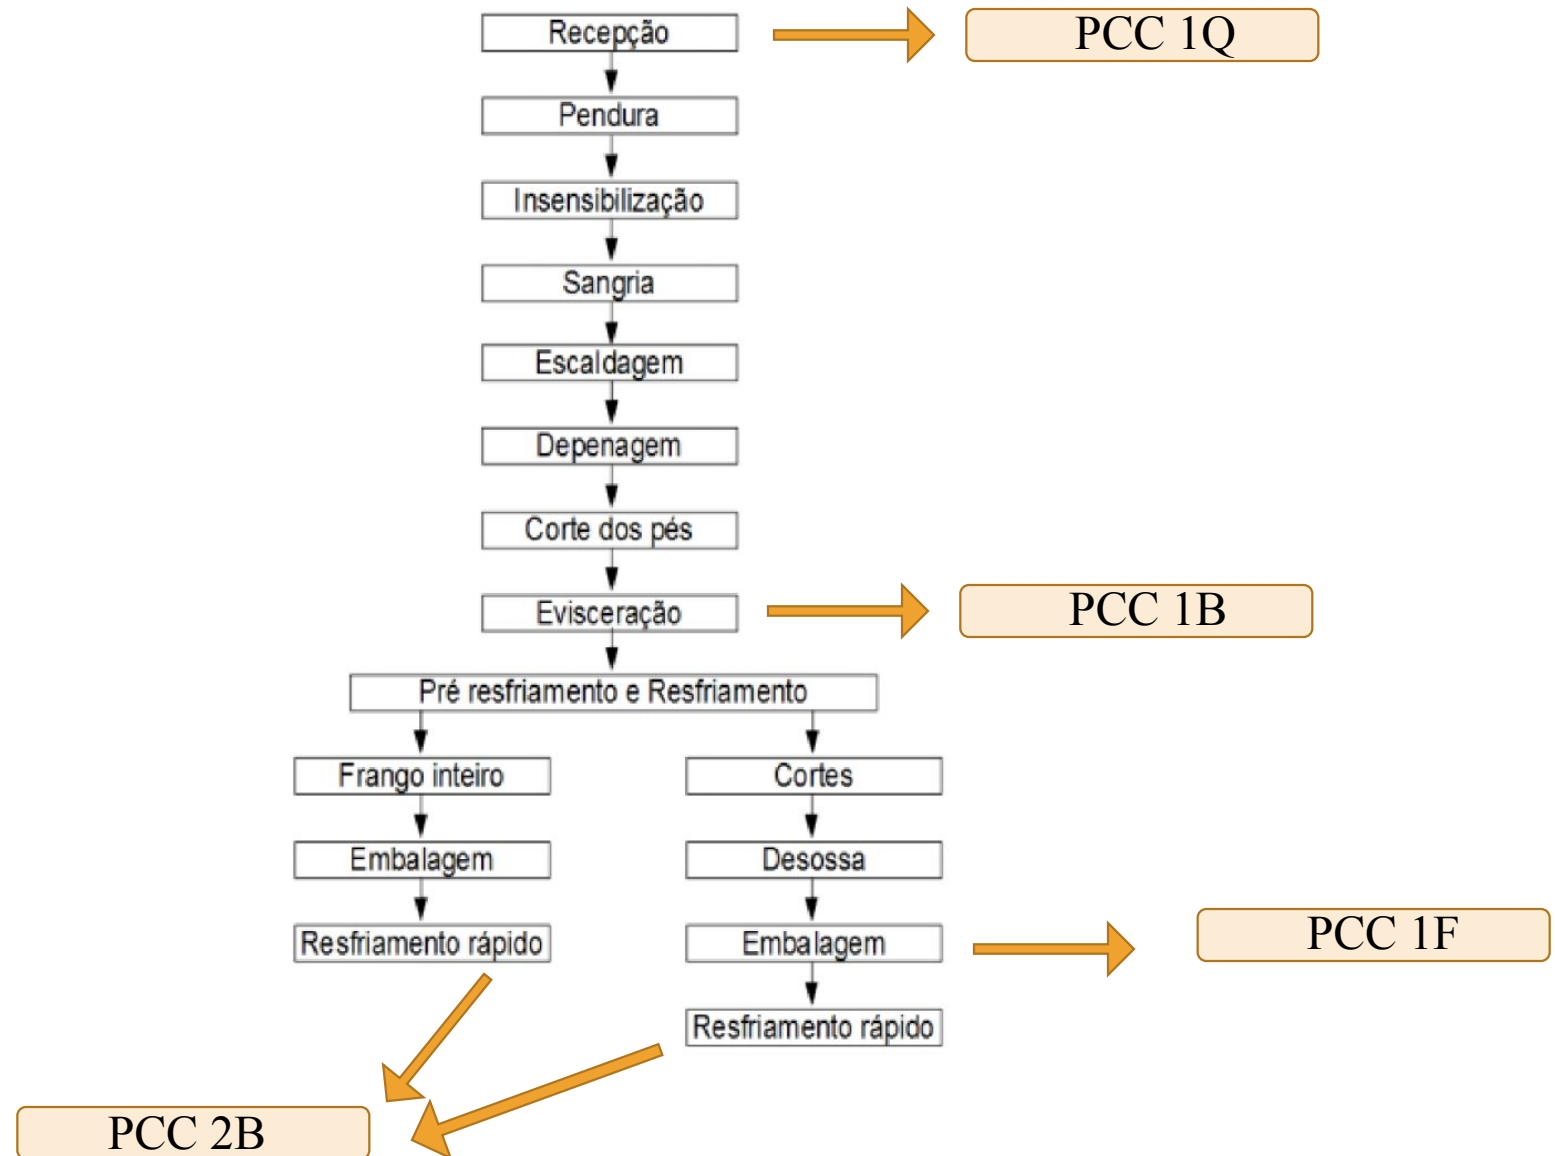 Recepção
PCC 1Q
Pendura
Insensibilização
Sangria
Escaldagem
Depenagem
Corte dos pés
Evisceração
PCC 1B
Pré resfriamento e Resfriamento
Frango inteiro
Cortes
Embalagem
Desossa
Resfriamento rápido
Embalagem
PCC 1F
Resfriamento rápido
PCC 2B